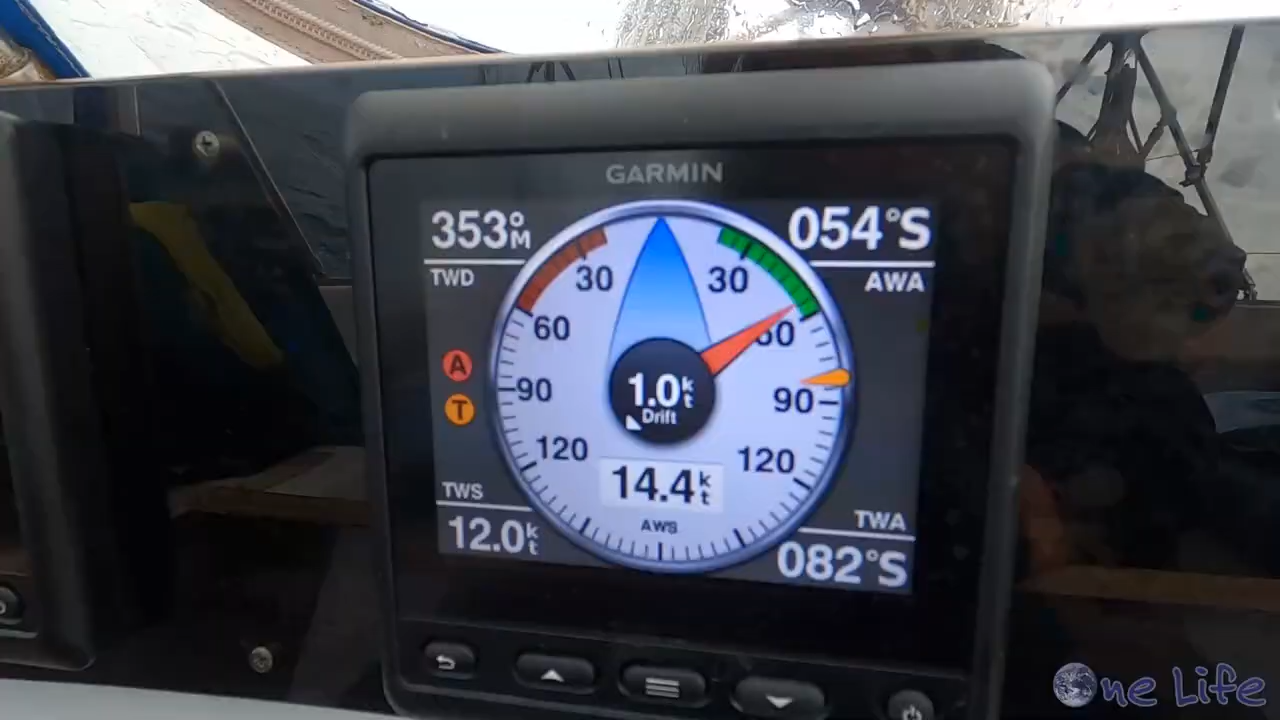 GARMIN
353°M
TWD
054°S
AWA
30
30
60
60
A
T
90
90
1.0kt
Drift
120
120
14.4kt
AWS
TWS
12.0kt
TWA
082°S
One Life